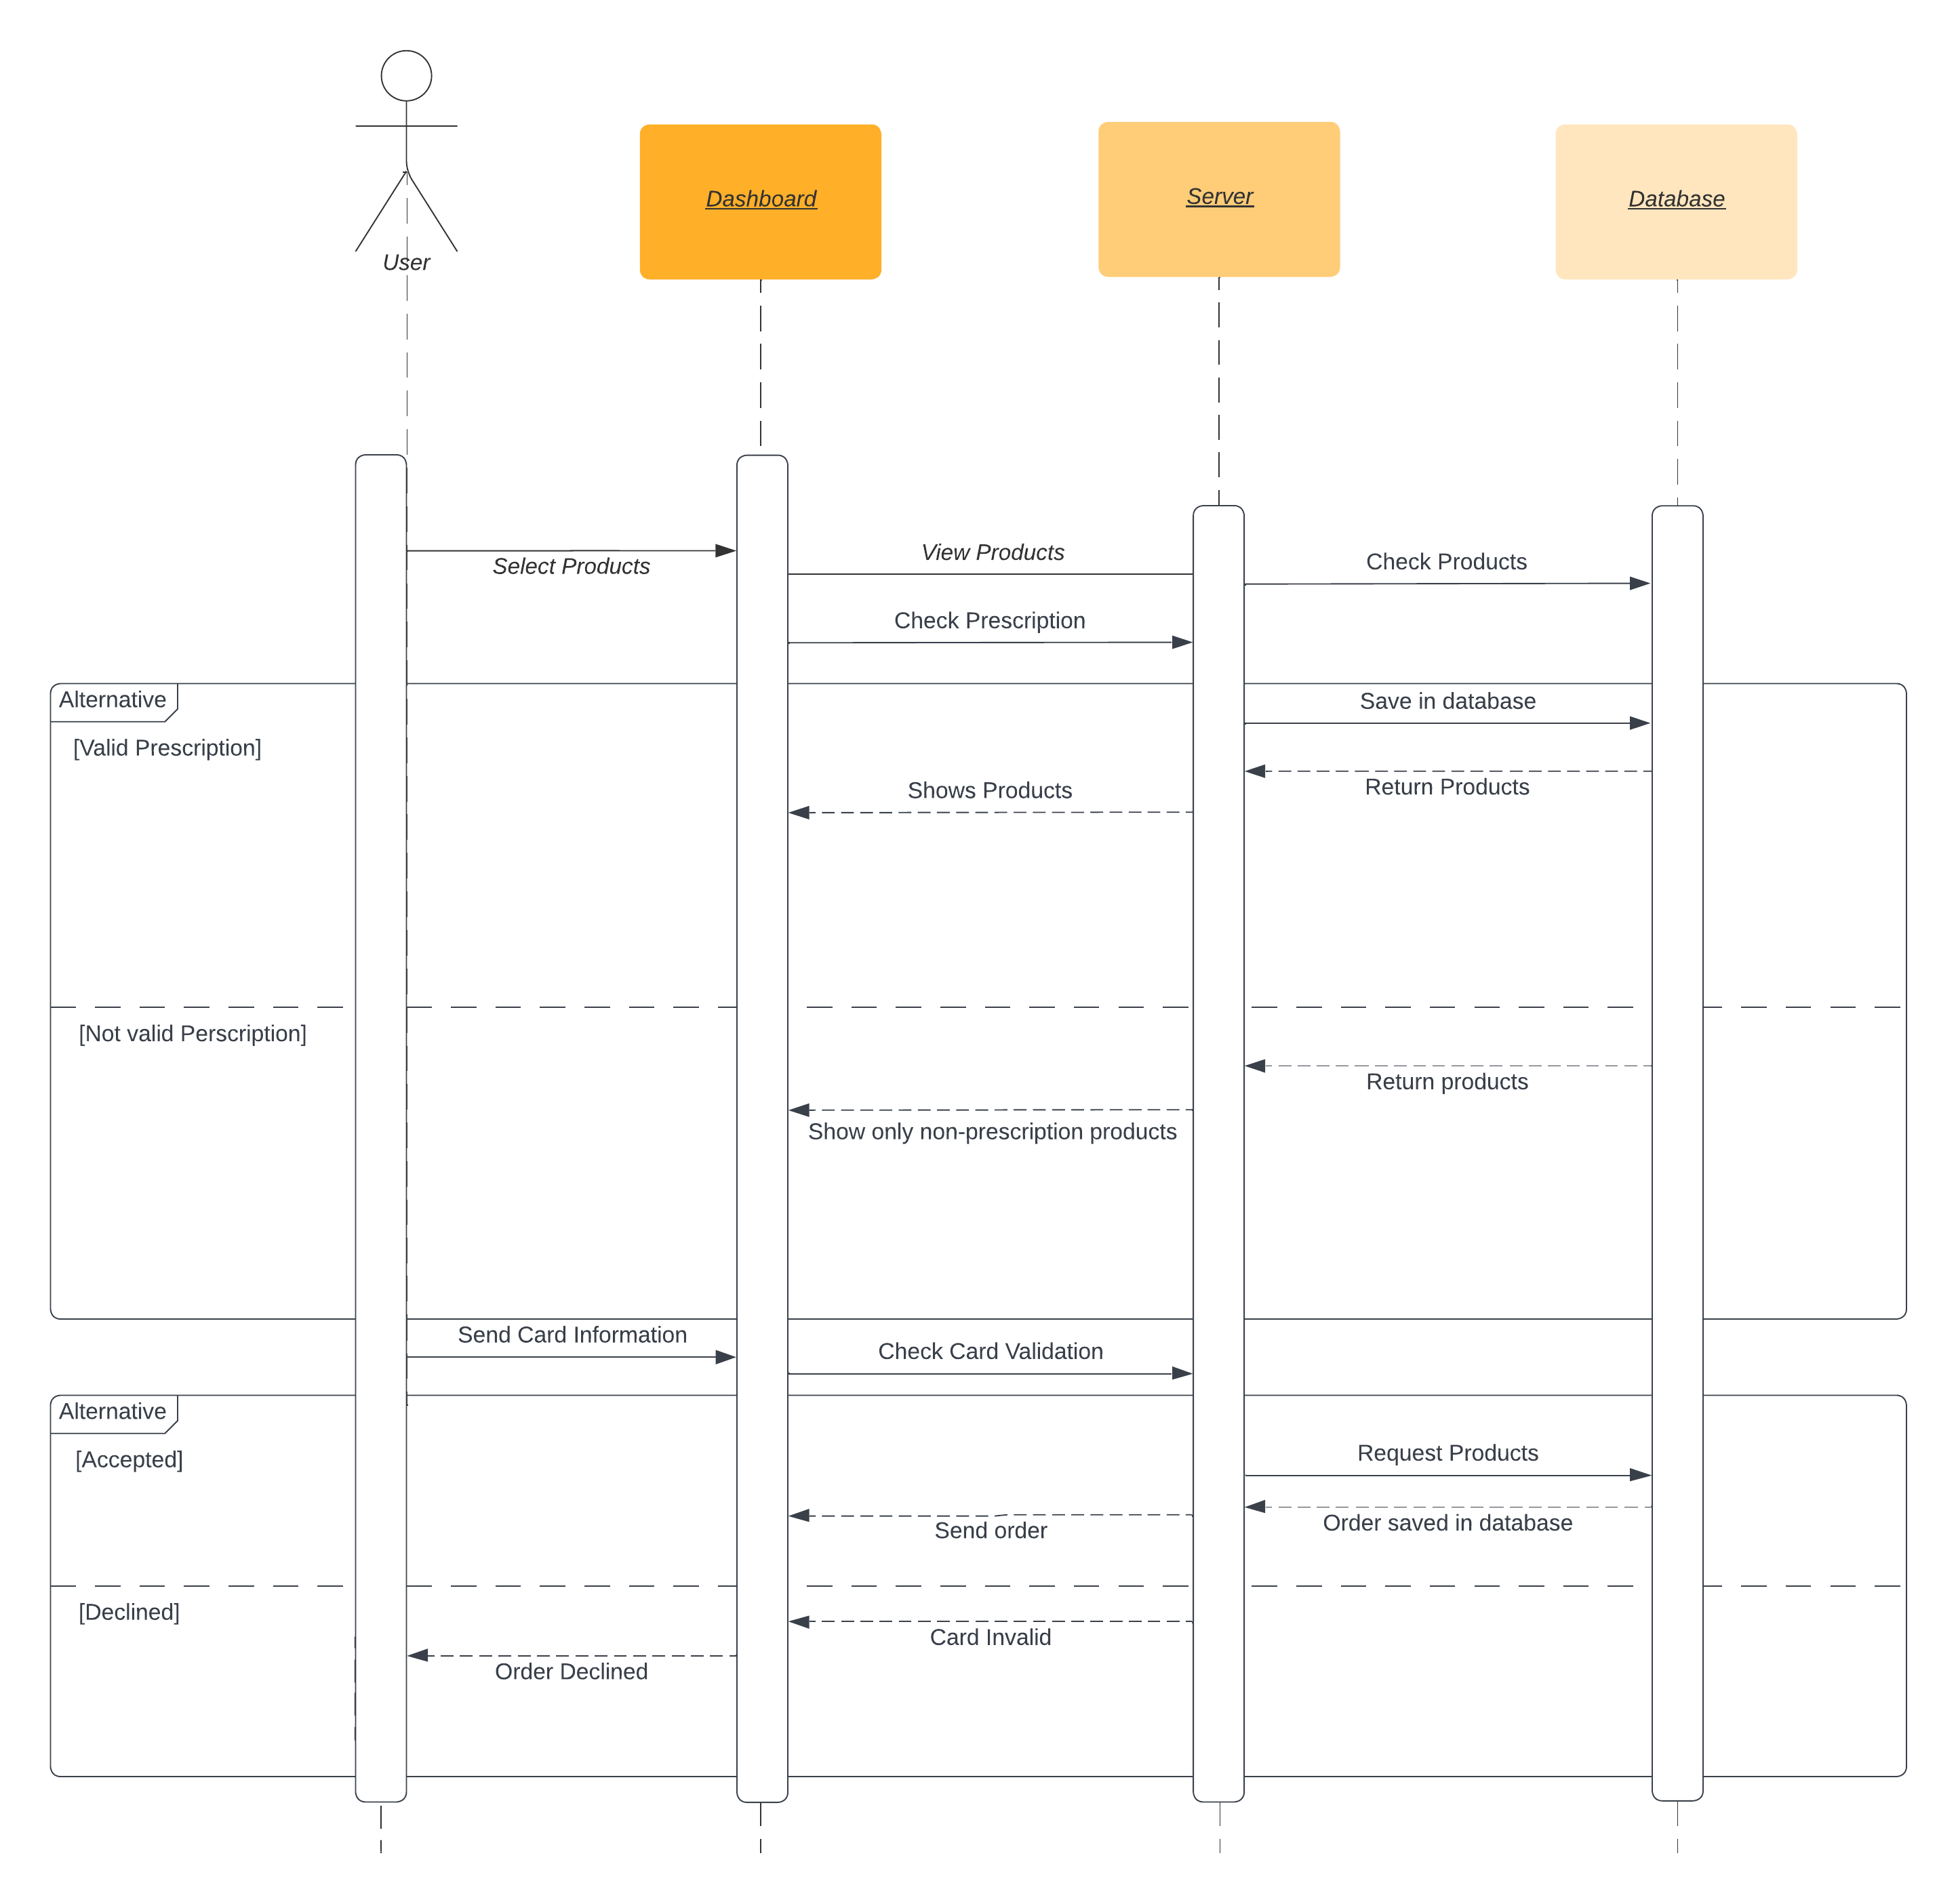 User
Dashboard
Server
Database
Select Products
View Products
Check Products
Check Prescription
Alternative
[Valid Prescription]
Save in database
Return Products
Shows Products
[Not valid Perscription]
Return products
Show only non-prescription products
Send Card Information
Check Card Validation
Alternative
[Accepted]
Request Products
Order saved in database
Send order
[Declined]
Card Invalid
Order Declined